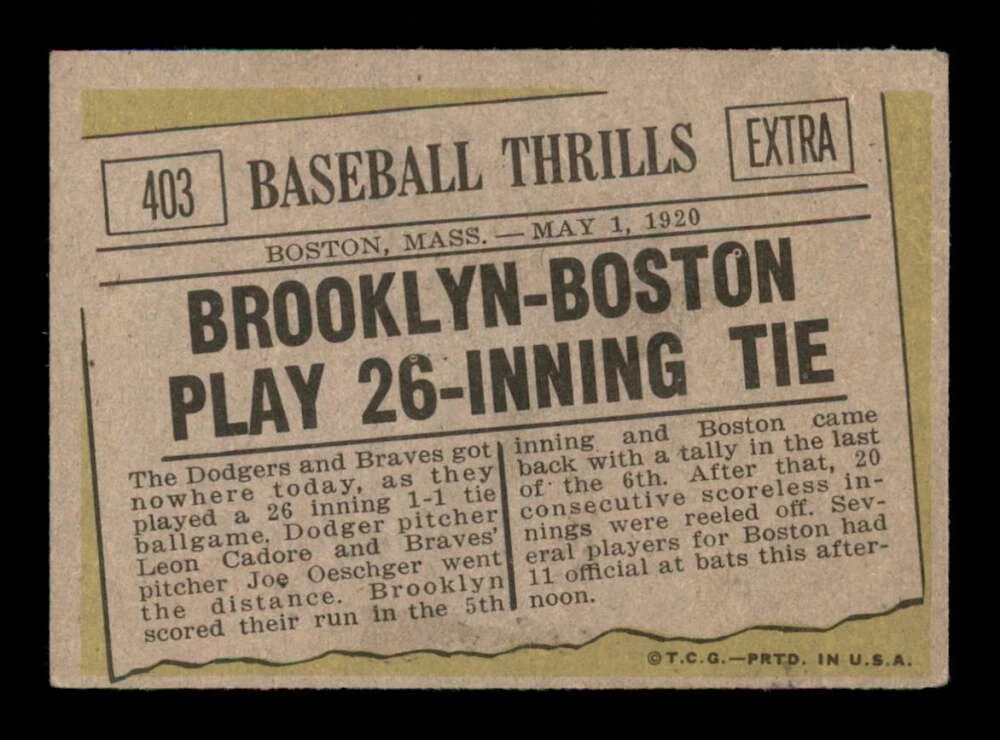 403
BASEBALL THRILLS
EXTRA
BOSTON, MASS. — MAY 1, 1920
BROOKLYN-BOSTON
PLAY 26-INNING TIE
The Dodgers and Braves got
nowhere today, as they
played a 26 inning 1-1 tie
ballgame. Dodger pitcher
Leon Cadore and Braves'
pitcher Joe Oeschger went
the distance. Brooklyn
scored their run in the 5th
inning and Boston came
back with a tally in the last
of the 6th. After that, 20
consecutive scoreless in-
nings were reeled off. Sev-
eral players for Boston had
11 official at bats this after-
noon.
© T.C.G.—PRTD. IN U.S.A.